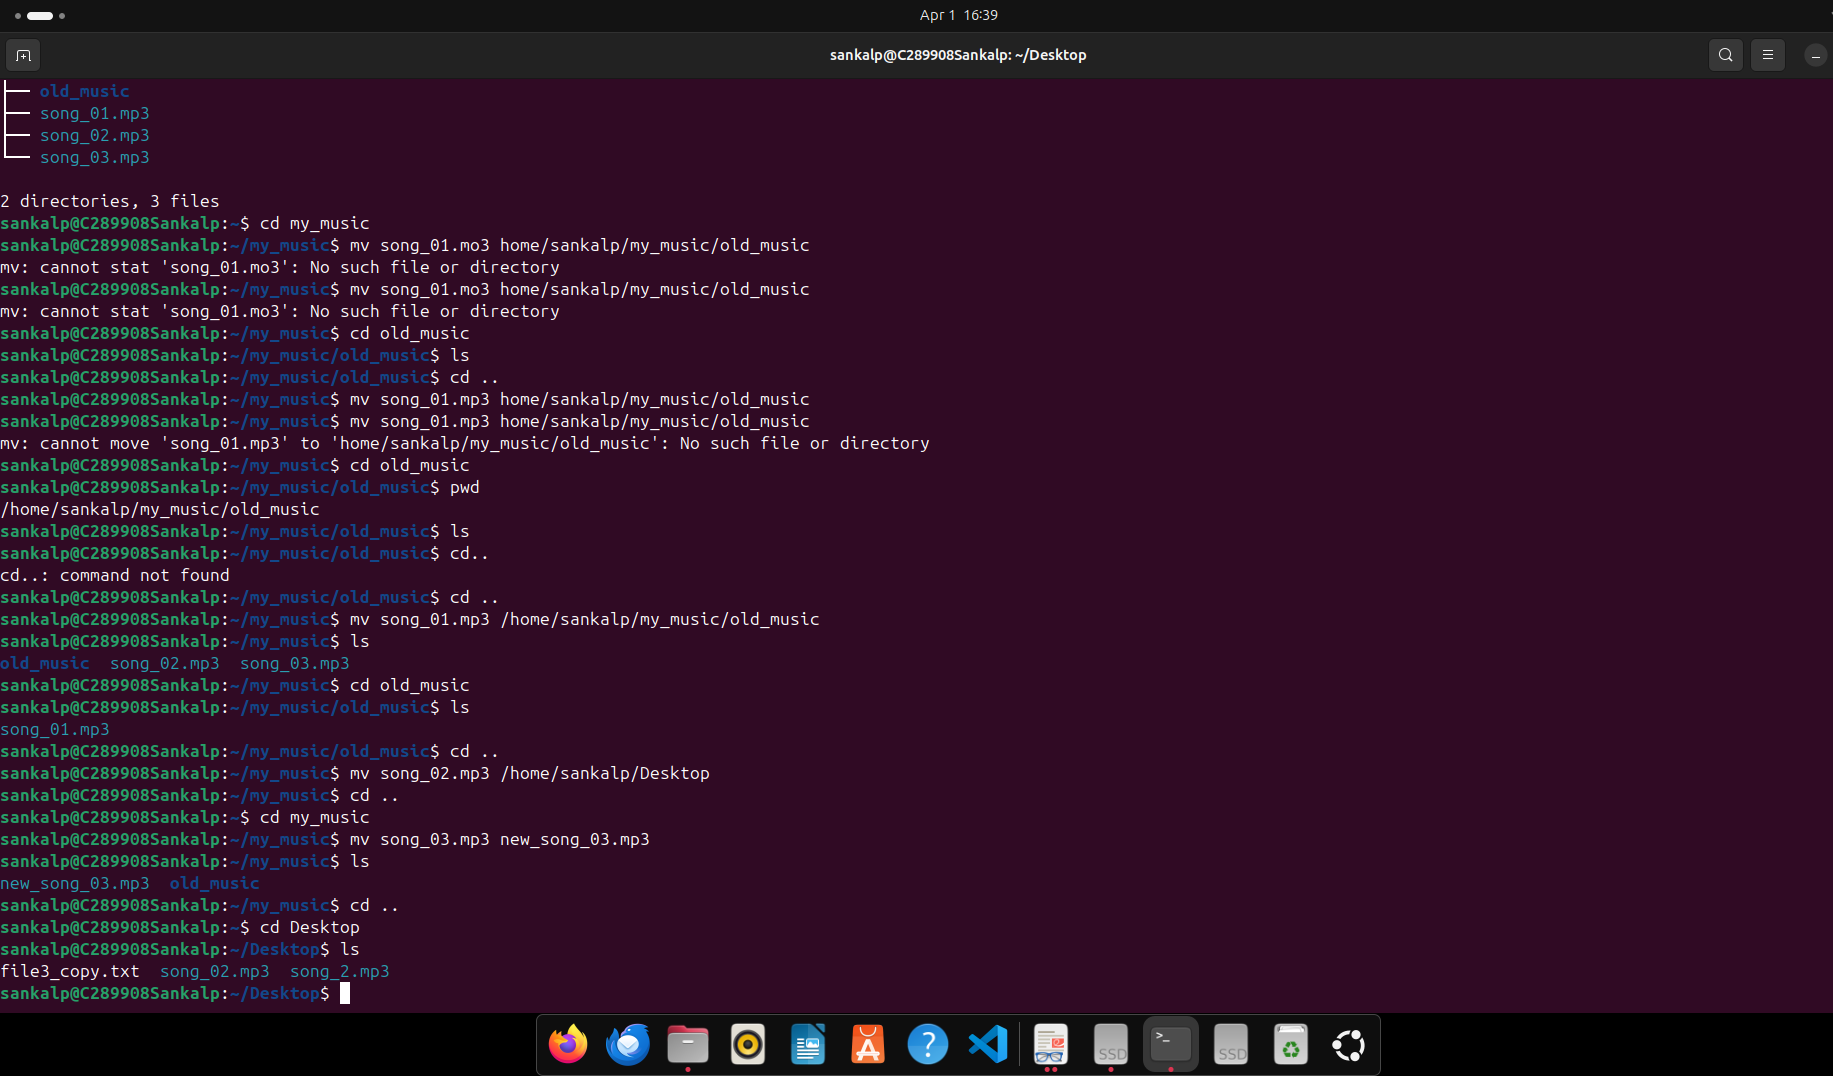 Apr 1 16:39
sankalp@C289908Sankalp: ~/Desktop
├── old_music
├── song_01.mp3
├── song_02.mp3
└── song_03.mp3
2 directories, 3 files
sankalp@C289908Sankalp:~$ cd my_music
sankalp@C289908Sankalp:~/my_music$ mv song_01.mo3 home/sankalp/my_music/old_music
mv: cannot stat 'song_01.mo3': No such file or directory
sankalp@C289908Sankalp:~/my_music$ mv song_01.mo3 home/sankalp/my_music/old_music
mv: cannot stat 'song_01.mo3': No such file or directory
sankalp@C289908Sankalp:~/my_music$ cd old_music
sankalp@C289908Sankalp:~/my_music/old_music$ ls
sankalp@C289908Sankalp:~/my_music/old_music$ cd ..
sankalp@C289908Sankalp:~/my_music$ mv song_01.mp3 home/sankalp/my_music/old_music
sankalp@C289908Sankalp:~/my_music$ mv song_01.mp3 home/sankalp/my_music/old_music
mv: cannot move 'song_01.mp3' to 'home/sankalp/my_music/old_music': No such file or directory
sankalp@C289908Sankalp:~/my_music$ cd old_music
sankalp@C289908Sankalp:~/my_music/old_music$ pwd
/home/sankalp/my_music/old_music
sankalp@C289908Sankalp:~/my_music/old_music$ ls
sankalp@C289908Sankalp:~/my_music/old_music$ cd..
cd..: command not found
sankalp@C289908Sankalp:~/my_music/old_music$ cd ..
sankalp@C289908Sankalp:~/my_music$ mv song_01.mp3 /home/sankalp/my_music/old_music
sankalp@C289908Sankalp:~/my_music$ ls
old_music  song_02.mp3  song_03.mp3
sankalp@C289908Sankalp:~/my_music$ cd old_music
sankalp@C289908Sankalp:~/my_music/old_music$ ls
song_01.mp3
sankalp@C289908Sankalp:~/my_music/old_music$ cd ..
sankalp@C289908Sankalp:~/my_music$ mv song_02.mp3 /home/sankalp/Desktop
sankalp@C289908Sankalp:~/my_music$ cd ..
sankalp@C289908Sankalp:~$ cd my_music
sankalp@C289908Sankalp:~/my_music$ mv song_03.mp3 new_song_03.mp3
sankalp@C289908Sankalp:~/my_music$ ls
new_song_03.mp3  old_music
sankalp@C289908Sankalp:~/my_music$ cd ..
sankalp@C289908Sankalp:~$ cd Desktop
sankalp@C289908Sankalp:~/Desktop$ ls
file3_copy.txt  song_02.mp3  song_2.mp3
sankalp@C289908Sankalp:~/Desktop$
? SSD >_ SSD